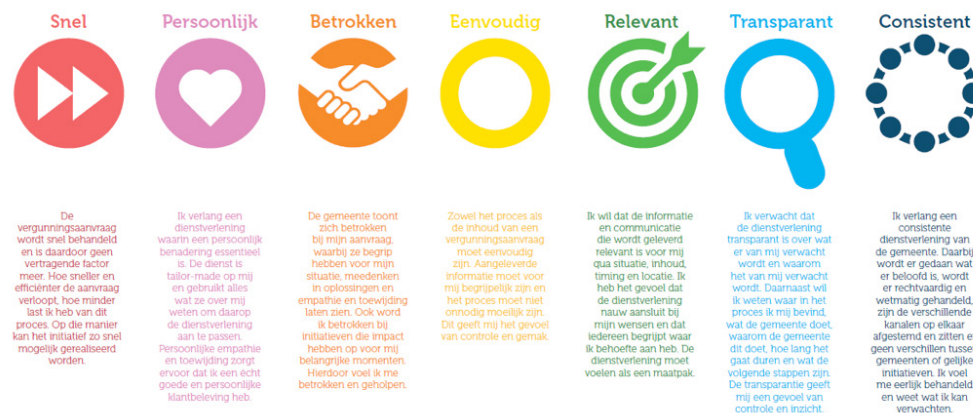 Snel
De
vergunningsaanvraag
wordt snel behandeld
en is daardoor geen
vertragende factor
meer. Hoe sneller en
efficiënter de aanvraag
verloopt, hoe minder
last ik heb van dit
proces. Op die manier
kan het initiatief zo snel
mogelijk gerealiseerd
worden.
Persoonlijk
Ik verlang een
dienstverlening
waarin een persoonlijk
benadering essentieel
is. De dienst is
tailor-made op mij
en gebruikt alles
wat ze over mij
weten om daarop
de dienstverlening
aan te passen.
Persoonlijke empathie
en toewijding zorgt
ervoor dat ik een écht
goede en persoonlijke
klantbeleving heb.
Betrokken
De gemeente toont
zich betrokken
bij mijn aanvraag,
waarbij ze begrip
hebben voor mijn
situatie, meedenken
in oplossingen en
empathie en toewijding
laten zien. Ook word
ik betrokken bij
initiatieven die impact
hebben op voor mij
belangrijke momenten.
Hierdoor voel ik me
betrokken en geholpen.
Eenvoudig
Zowel het proces als
de inhoud van een
vergunningsaanvraag
moet eenvoudig
zijn. Aangeleverde
informatie moet voor
mij begrijpelijk zijn en
het proces moet niet
onnodig moeilijk zijn.
Dit geeft mij het gevoel
van controle en gemak.
Relevant
Ik wil dat de informatie
en communicatie
die wordt geleverd
relevant is voor mij
qua situatie, inhoud,
timing en locatie. Ik
heb het gevoel dat
de dienstverlening
nauw aansluit bij
mijn wensen en dat
iedereen begrijpt waar
ik behoefte aan heb. De
dienstverlening moet
voelen als een maatpak.
Transparant
Ik verwacht dat
de dienstverlening
transparant is over wat
er van mij verwacht
wordt en waarom
het van mij verwacht
wordt. Daarnaast wil
ik weten waar in het
proces ik mij bevind,
wat de gemeente doet,
waarom de gemeente
dit doet, hoe lang het
gaat duren en wat de
volgende stappen zijn.
De transparantie geeft
mij een gevoel van
controle en inzicht.
Consistent
Ik verlang een
consistente
dienstverlening van
de gemeente. Daarbij
wordt er gedaan wat
er beloofd is, wordt
er rechtvaardig en
wetmatig gehandeld,
zijn de verschillende
kanalen op elkaar
afgestemd en zitten er
geen verschillen tussen
gemeenten of gelijke
initiatieven. Ik voel
me eerlijk behandeld
en weet wat ik kan
verwachten.